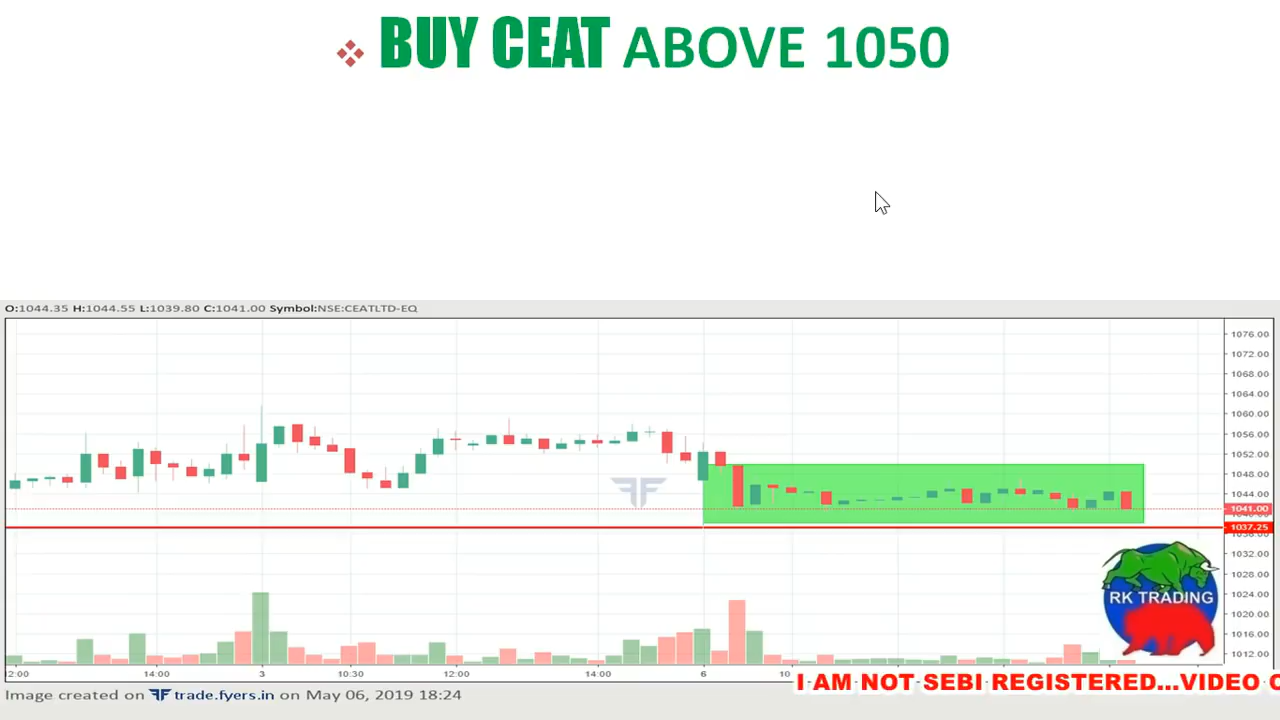 ❖ BUY CEAT ABOVE 1050
O:1044.35 H:1044.55 L:1039.80 C:1041.00 Symbol:NSE:CEATLTD-EQ
1076.00
1072.00
1068.00
1064.00
1060.00
1056.00
1052.00
1048.00
1044.00
1041.00
1037.25
1032.00
1028.00
1024.00
1020.00
1016.00
1012.00
RK TRADING
2:00 14:00 3 10:30 12:00 14:00 6
I AM NOT SEBI REGISTERED...VIDEO
Image created on trade.fyers.in on May 06, 2019 18:24